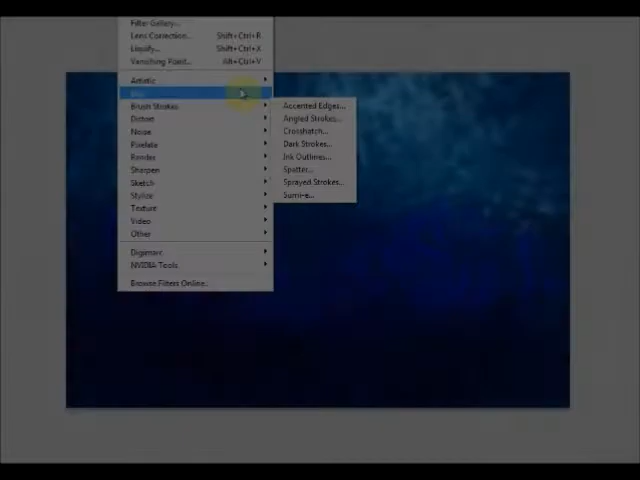 Filter Gallery...
Lens Correction... Shift+Ctrl+R
Liquify... Shift+Ctrl+X
Vanishing Point... Alt+Ctrl+V
Artistic
Blur
Brush Strokes
Distort
Noise
Pixelate
Render
Sharpen
Sketch
Stylize
Texture
Video
Other
Digimarc
NVIDIA Tools
Browse Filters Online...
Accented Edges...
Angled Strokes...
Crosshatch...
Dark Strokes...
Ink Outlines...
Spatter...
Sprayed Strokes...
Sumi-e...